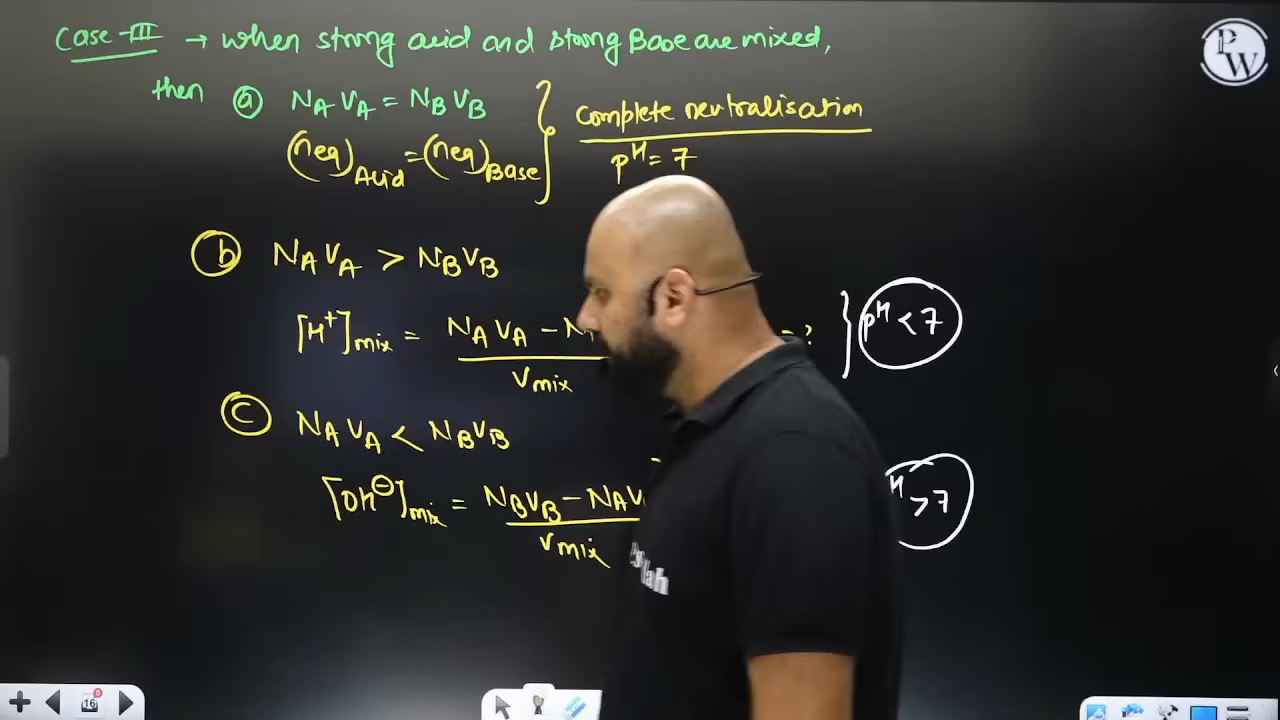 Case-III → when strong acid and strong Base are mixed,
then ⓐ NA VA = NB VB
(neq)Acid = (neq)Base
complete neutralisation
pH = 7
ⓑ NA VA > NB VB
[H+]mix = NA VA -
Vmix
= ?
pH < 7
ⓒ NA VA < NB VB
[OH⊖]mix = NB VB - NA V
Vmix
H > 7
PW
16